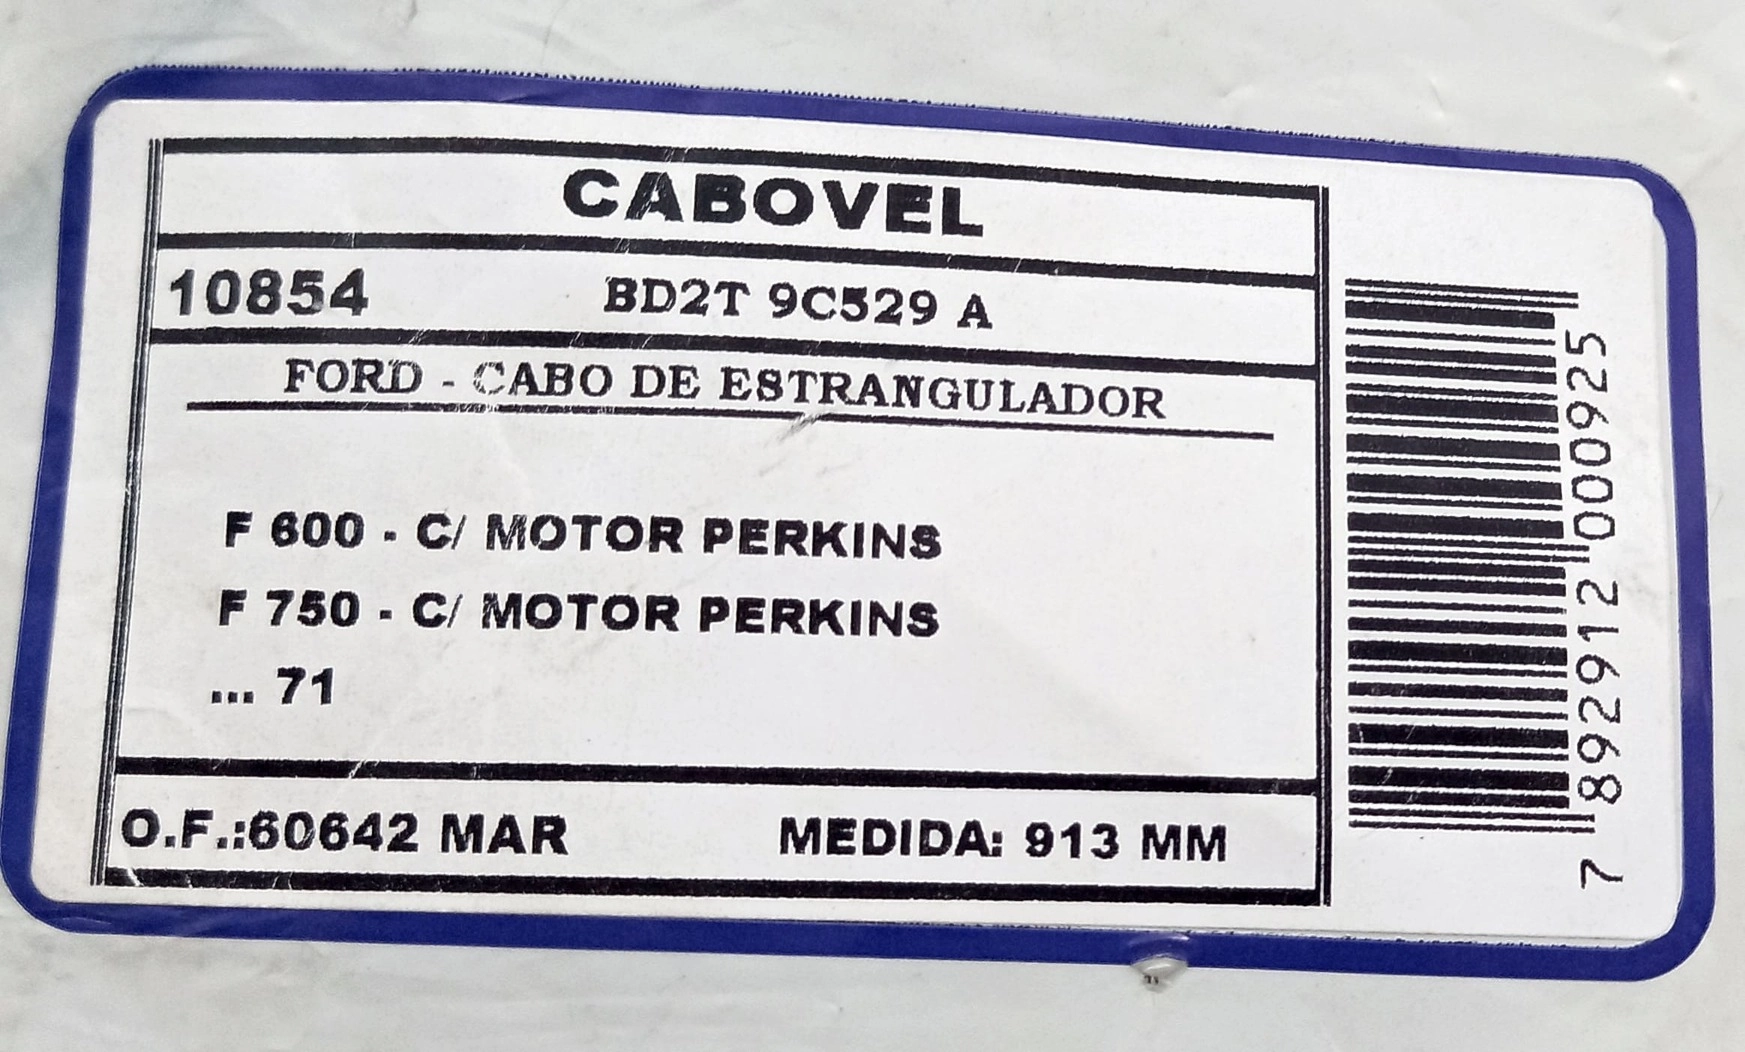 CABOVEL
10854 BD2T 9C529 A
FORD - CABO DE ESTRANGULADOR
F 600 - C/ MOTOR PERKINS
F 750 - C/ MOTOR PERKINS
... 71
O.F.:60642 MAR MEDIDA: 913 MM
7 892912 000925